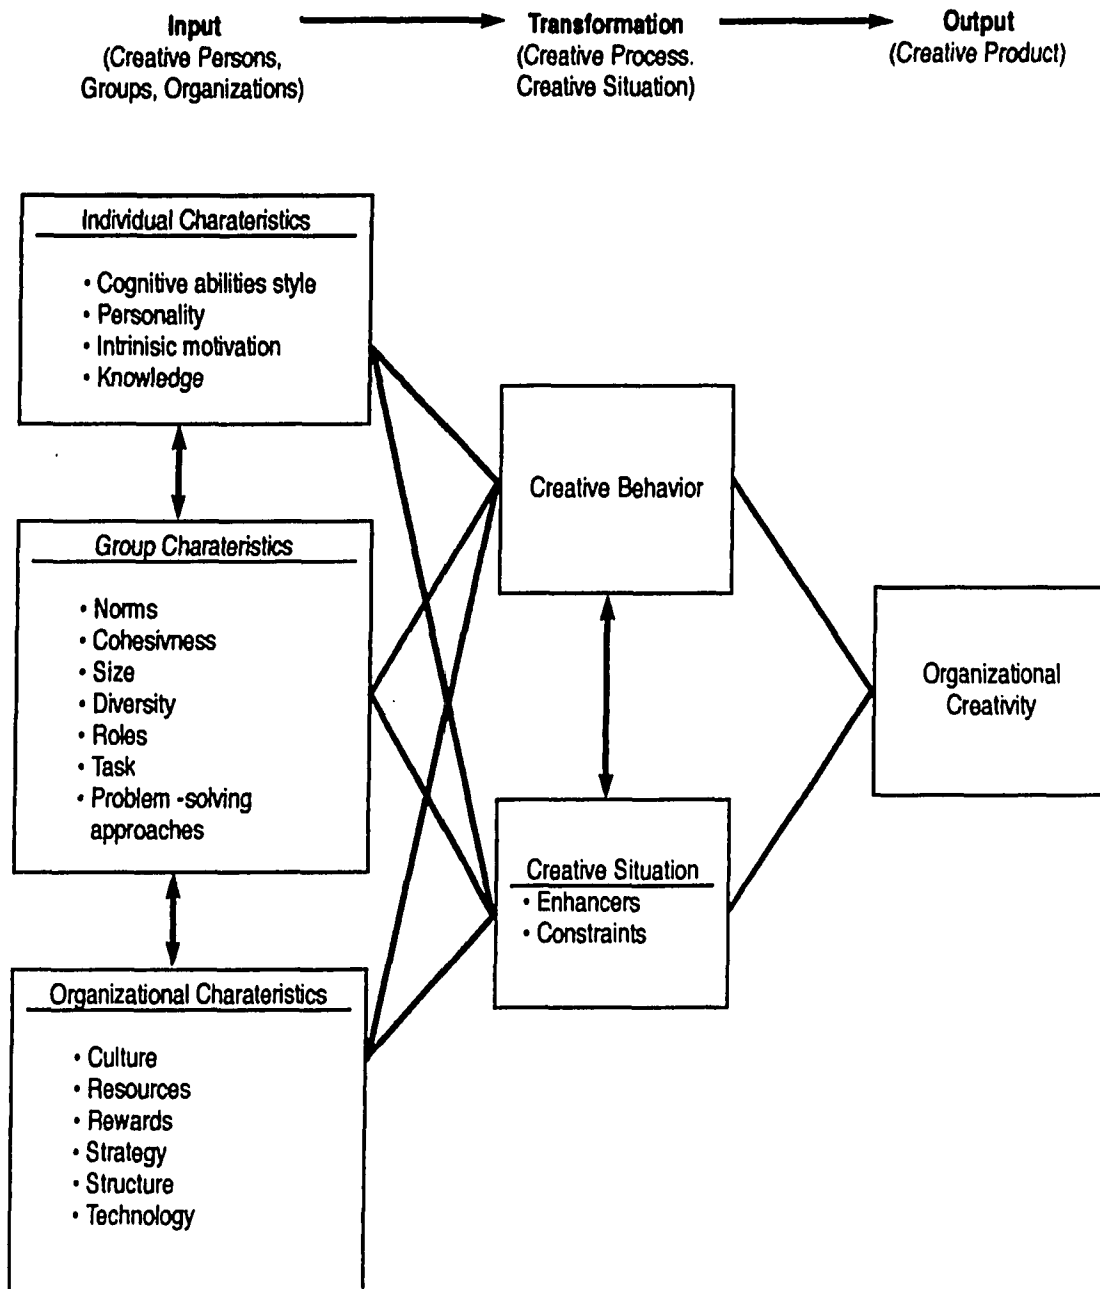 Input
(Creative Persons,
Groups, Organizations)
Transformation
(Creative Process.
Creative Situation)
Output
(Creative Product)
Individual Charateristics
• Cognitive abilities style
• Personality
• Intrinisic motivation
• Knowledge
Group Charateristics
• Norms
• Cohesivness
• Size
• Diversity
• Roles
• Task
• Problem -solving
approaches
Organizational Charateristics
• Culture
• Resources
• Rewards
• Strategy
• Structure
• Technology
Creative Behavior
Creative Situation
• Enhancers
• Constraints
Organizational
Creativity